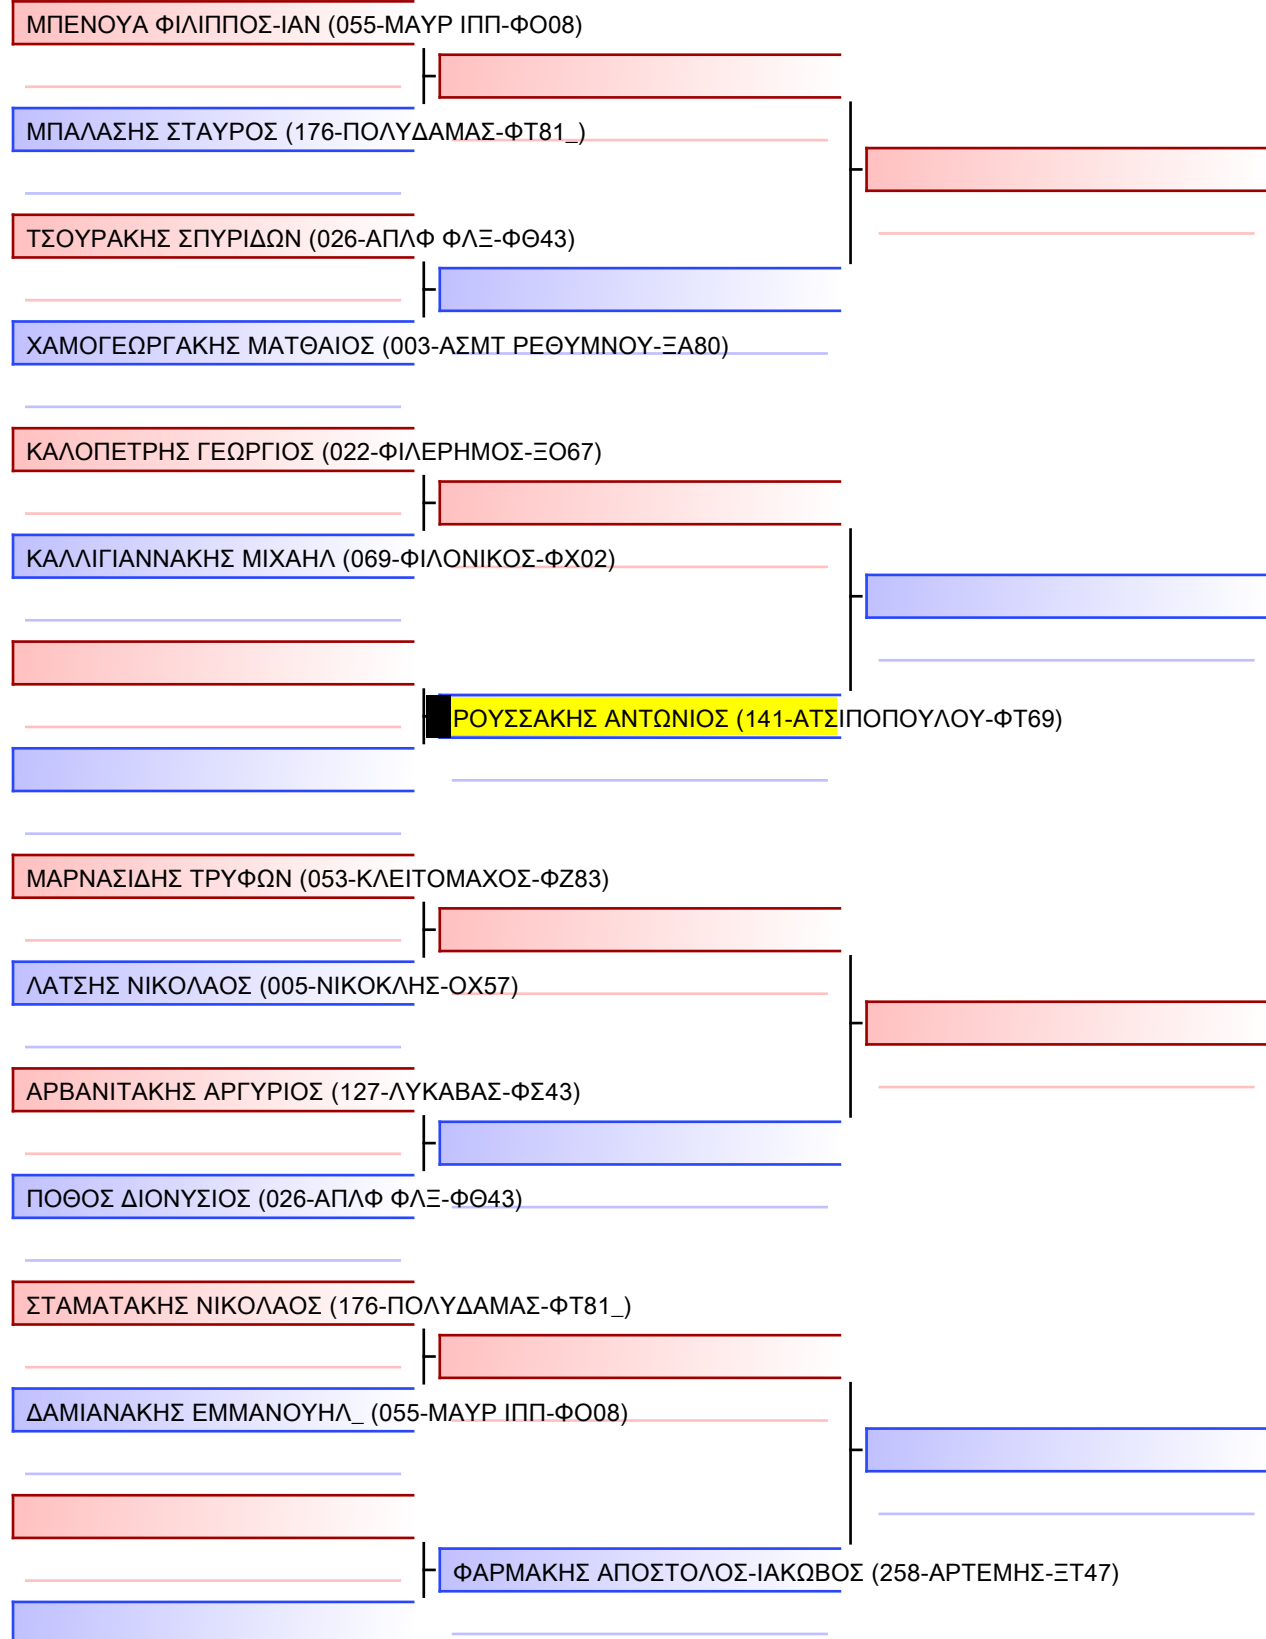 ΜΠΕΝΟΥΑ ΦΙΛΙΠΠΟΣ-ΙΑΝ (055-ΜΑΥΡ ΙΠΠ-ΦΟ08)
ΜΠΑΛΑΣΗΣ ΣΤΑΥΡΟΣ (176-ΠΟΛΥΔΑΜΑΣ-ΦΤ81_)
ΤΣΟΥΡΑΚΗΣ ΣΠΥΡΙΔΩΝ (026-ΑΠΛΦ ΦΛΞ-ΦΘ43)
ΧΑΜΟΓΕΩΡΓΑΚΗΣ ΜΑΤΘΑΙΟΣ (003-ΑΣΜΤ ΡΕΘΥΜΝΟΥ-ΞΑ80)
ΚΑΛΟΠΕΤΡΗΣ ΓΕΩΡΓΙΟΣ (022-ΦΙΛΕΡΗΜΟΣ-ΞΟ67)
ΚΑΛΛΙΓΙΑΝΝΑΚΗΣ ΜΙΧΑΗΛ (069-ΦΙΛΟΝΙΚΟΣ-ΦΧ02)
ΡΟΥΣΣΑΚΗΣ ΑΝΤΩΝΙΟΣ (141-ΑΤΣΙΠΟΠΟΥΛΟΥ-ΦΤ69)
ΜΑΡΝΑΣΙΔΗΣ ΤΡΥΦΩΝ (053-ΚΛΕΙΤΟΜΑΧΟΣ-ΦΖ83)
ΛΑΤΣΗΣ ΝΙΚΟΛΑΟΣ (005-ΝΙΚΟΚΛΗΣ-ΟΧ57)
ΑΡΒΑΝΙΤΑΚΗΣ ΑΡΓΥΡΙΟΣ (127-ΛΥΚΑΒΑΣ-ΦΣ43)
ΠΟΘΟΣ ΔΙΟΝΥΣΙΟΣ (026-ΑΠΛΦ ΦΛΞ-ΦΘ43)
ΣΤΑΜΑΤΑΚΗΣ ΝΙΚΟΛΑΟΣ (176-ΠΟΛΥΔΑΜΑΣ-ΦΤ81_)
ΔΑΜΙΑΝΑΚΗΣ ΕΜΜΑΝΟΥΗΛ_ (055-ΜΑΥΡ ΙΠΠ-ΦΟ08)
ΦΑΡΜΑΚΗΣ ΑΠΟΣΤΟΛΟΣ-ΙΑΚΩΒΟΣ (258-ΑΡΤΕΜΗΣ-ΞΤ47)